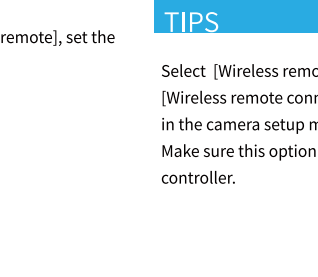 remote], set the
TIPS
Select [Wireless remo
[Wireless remote conn
in the camera setup m
Make sure this option
controller.